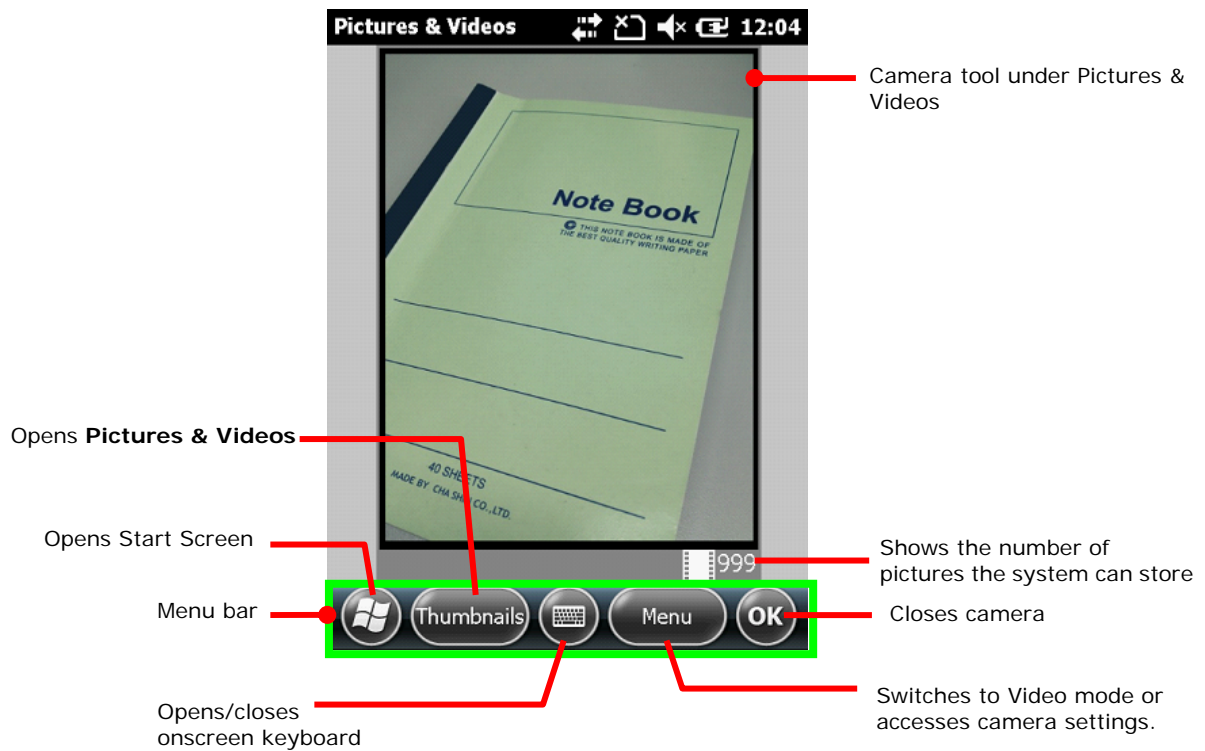 Pictures & Videos 12:04
Camera tool under Pictures &
Videos
Note Book
THIS NOTE BOOK IS MADE OF
THE BEST QUALITY WRITING PAPER
Opens Pictures & Videos
40 SHEETS
MADE BY CHA SHIN CO.,LTD.
Opens Start Screen
999
Shows the number of
pictures the system can store
Menu bar
Thumbnails
Menu
OK
Closes camera
Opens/closes
onscreen keyboard
Switches to Video mode or
accesses camera settings.